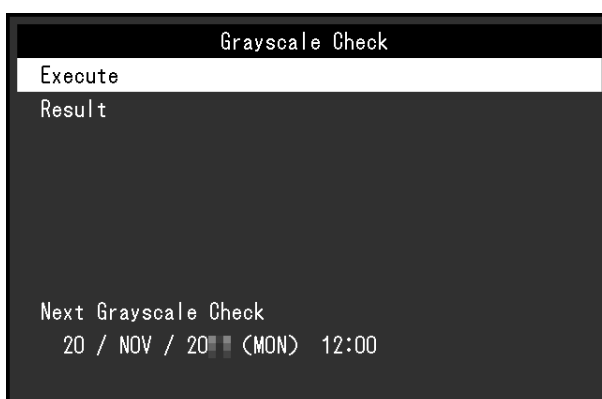 Grayscale Check
Execute
Result
Next Grayscale Check
20 / NOV / 20 (MON) 12:00